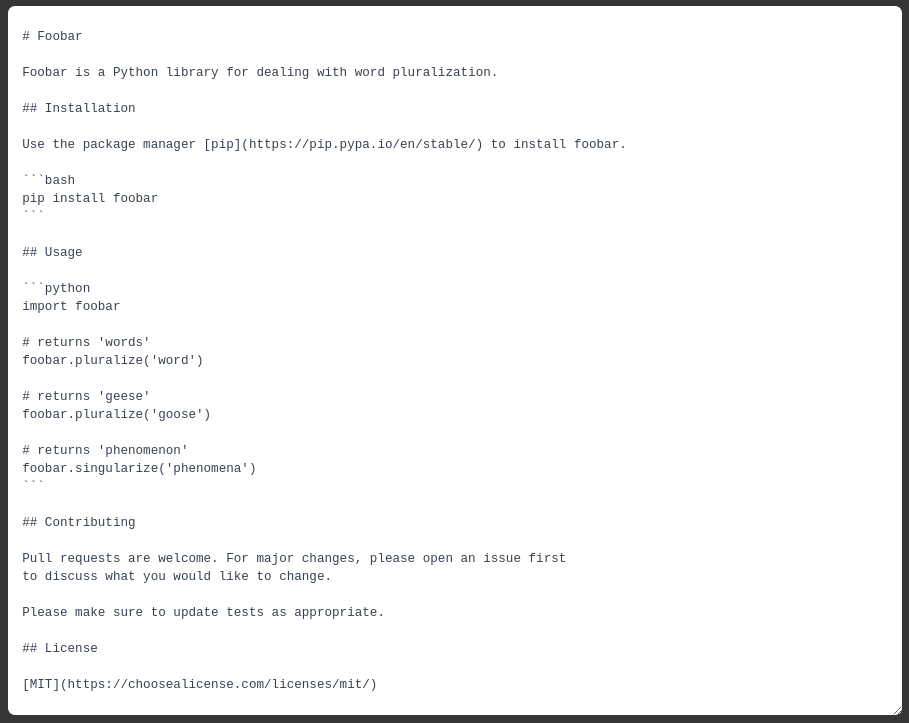 # Foobar
Foobar is a Python library for dealing with word pluralization.
## Installation
Use the package manager [pip](https://pip.pypa.io/en/stable/) to install foobar.
```bash
pip install foobar
```
## Usage
```python
import foobar
# returns 'words'
foobar.pluralize('word')
# returns 'geese'
foobar.pluralize('goose')
# returns 'phenomenon'
foobar.singularize('phenomena')
```
## Contributing
Pull requests are welcome. For major changes, please open an issue first
to discuss what you would like to change.
Please make sure to update tests as appropriate.
## License
[MIT](https://choosealicense.com/licenses/mit/)